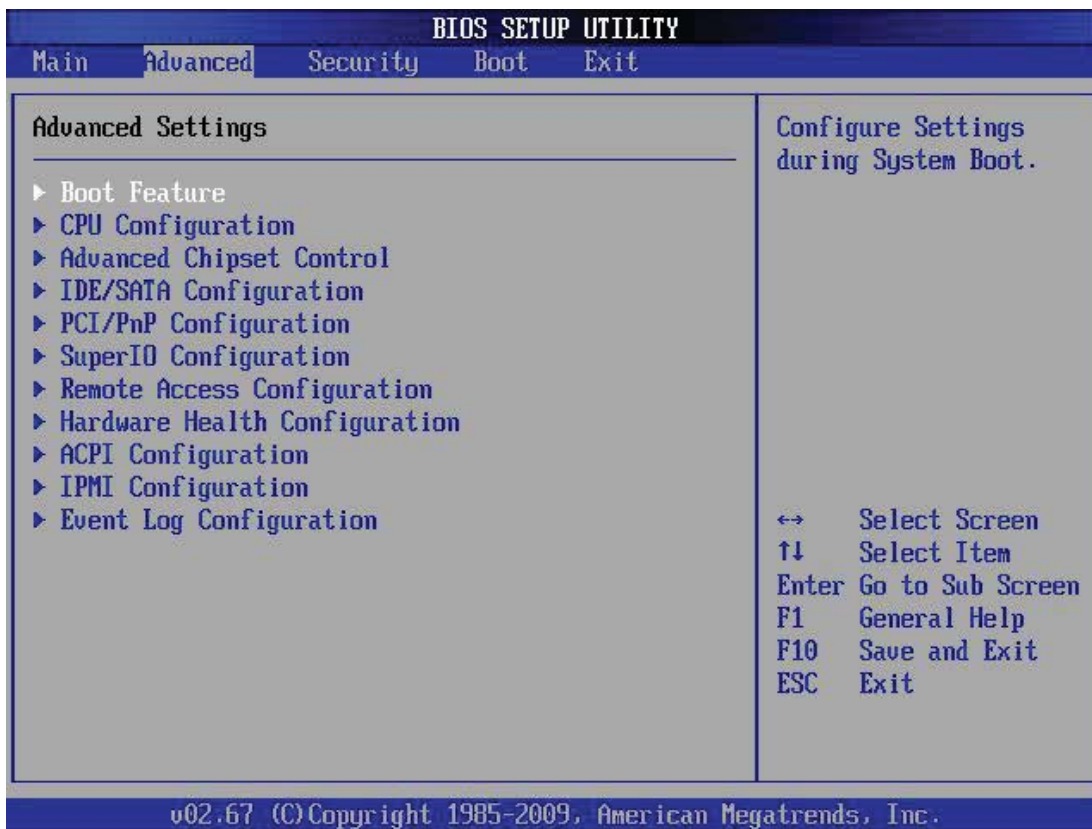 BIOS SETUP UTILITY
Main Advanced Security Boot Exit
Advanced Settings
▶ Boot Feature
▶ CPU Configuration
▶ Advanced Chipset Control
▶ IDE/SATA Configuration
▶ PCI/PnP Configuration
▶ SuperIO Configuration
▶ Remote Access Configuration
▶ Hardware Health Configuration
▶ ACPI Configuration
▶ IPMI Configuration
▶ Event Log Configuration
Configure Settings
during System Boot.
↔ Select Screen
↑↓ Select Item
Enter Go to Sub Screen
F1 General Help
F10 Save and Exit
ESC Exit
v02.67 (C)Copyright 1985-2009, American Megatrends, Inc.